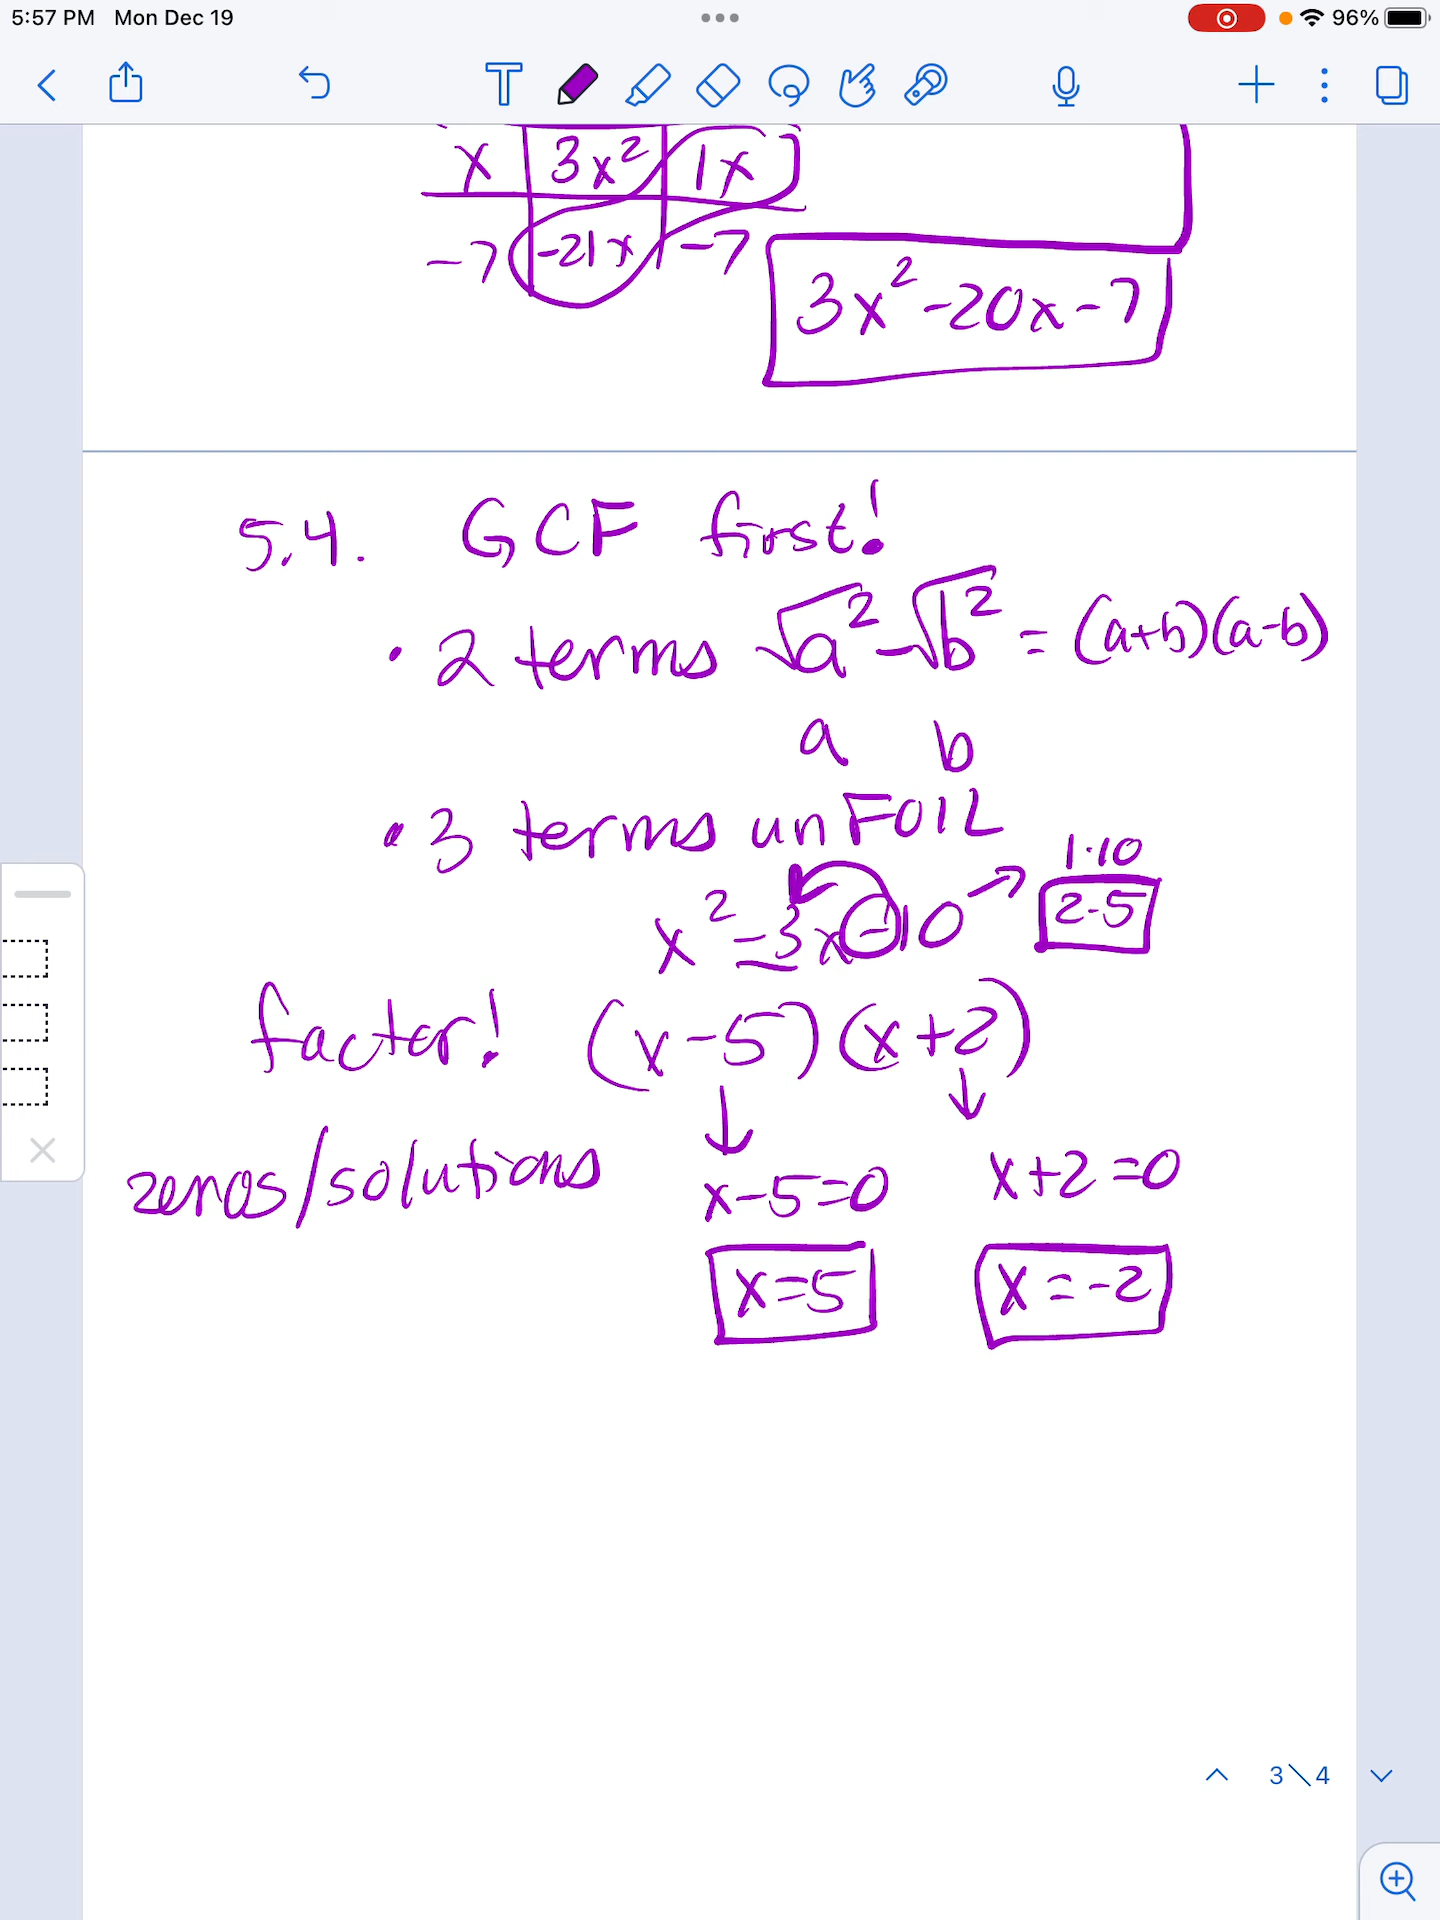 5:57 PM Mon Dec 19 96%
T
x 3x² 1x
-7 -21x -7
3x²-20x-7
5.4. GCF first!
• 2 terms √a²-√b² = (a+b)(a-b)
a b
• 3 terms unFOIL
1·10
x²-3x-10 → 2-5
factor! (x-5)(x+2)
↓ ↓
zeros/solutions x-5=0 x+2=0
x=5 x=-2
3\4